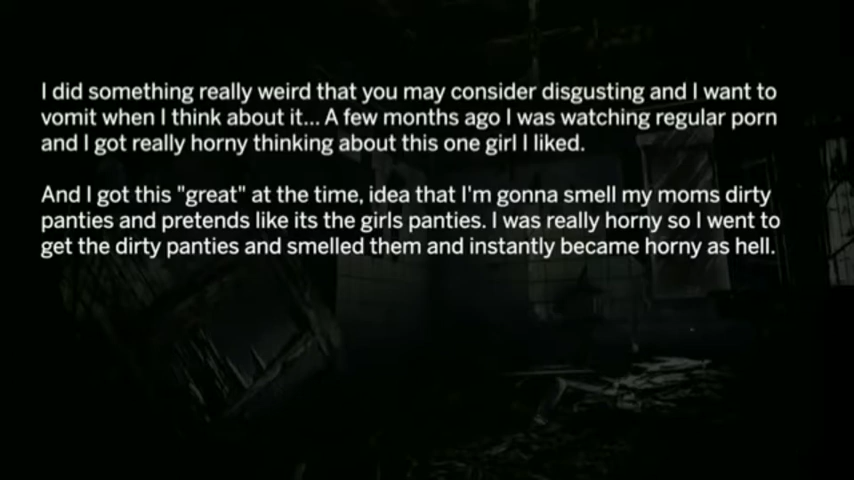 I did something really weird that you may consider disgusting and I want to
vomit when I think about it... A few months ago I was watching regular porn
and I got really horny thinking about this one girl I liked.
And I got this "great" at the time, idea that I'm gonna smell my moms dirty
panties and pretends like its the girls panties. I was really horny so I went to
get the dirty panties and smelled them and instantly became horny as hell.